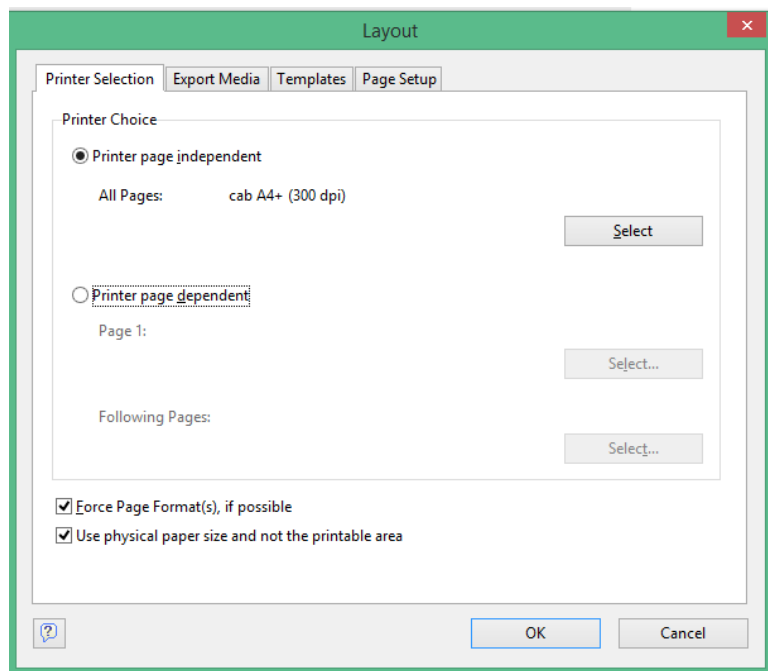 Layout
Printer Selection Export Media Templates Page Setup
Printer Choice
Printer page independent
All Pages: cab A4+ (300 dpi)
Select
Printer page dependent
Page 1:
Select...
Following Pages:
Select...
Force Page Format(s), if possible
Use physical paper size and not the printable area
OK Cancel